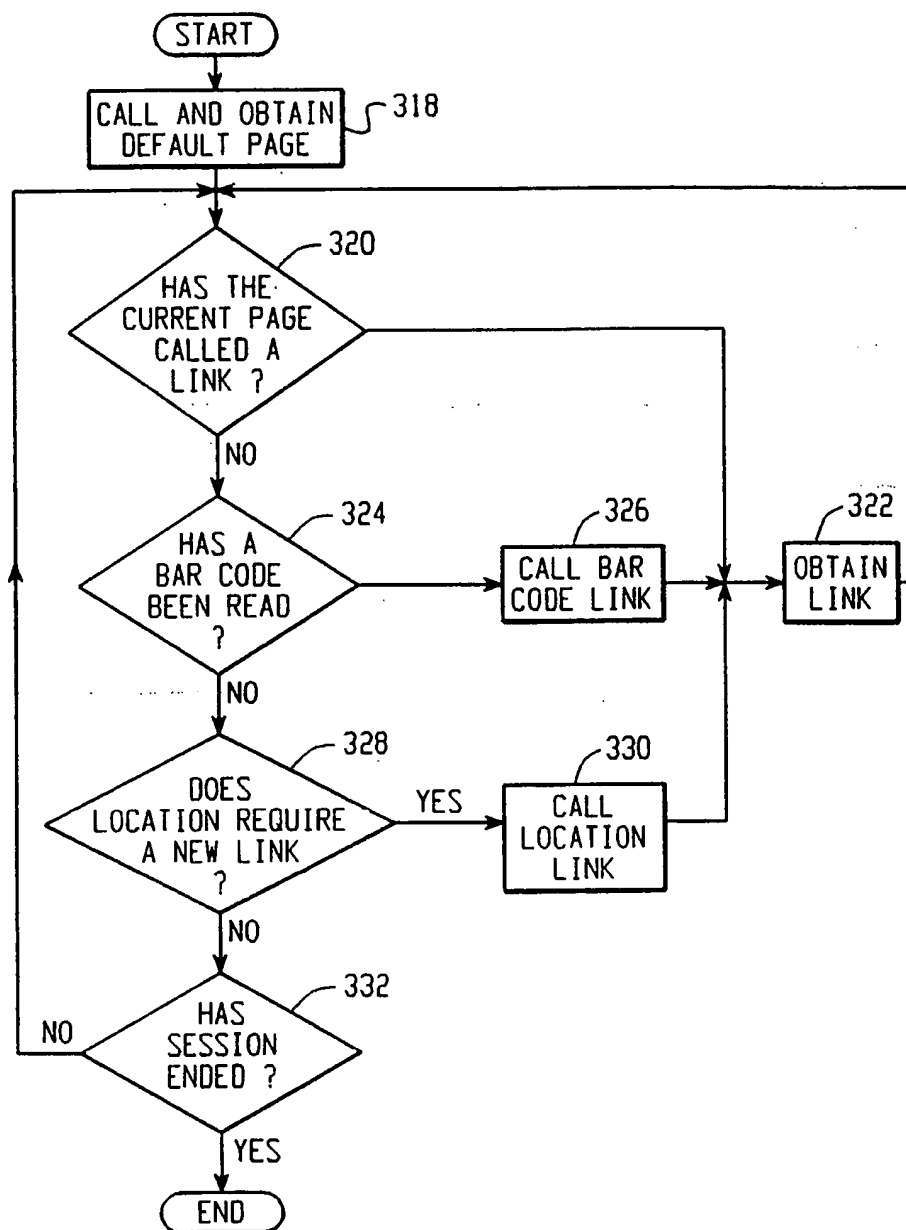 START
CALL AND OBTAIN
DEFAULT PAGE
318
320
HAS THE
CURRENT PAGE
CALLED A
LINK ?
NO
324
HAS A
BAR CODE
BEEN READ
?
326
CALL BAR
CODE LINK
322
OBTAIN
LINK
NO
328
DOES
LOCATION REQUIRE
A NEW LINK
?
YES
330
CALL
LOCATION
LINK
NO
332
HAS
SESSION
ENDED ?
NO
YES
END